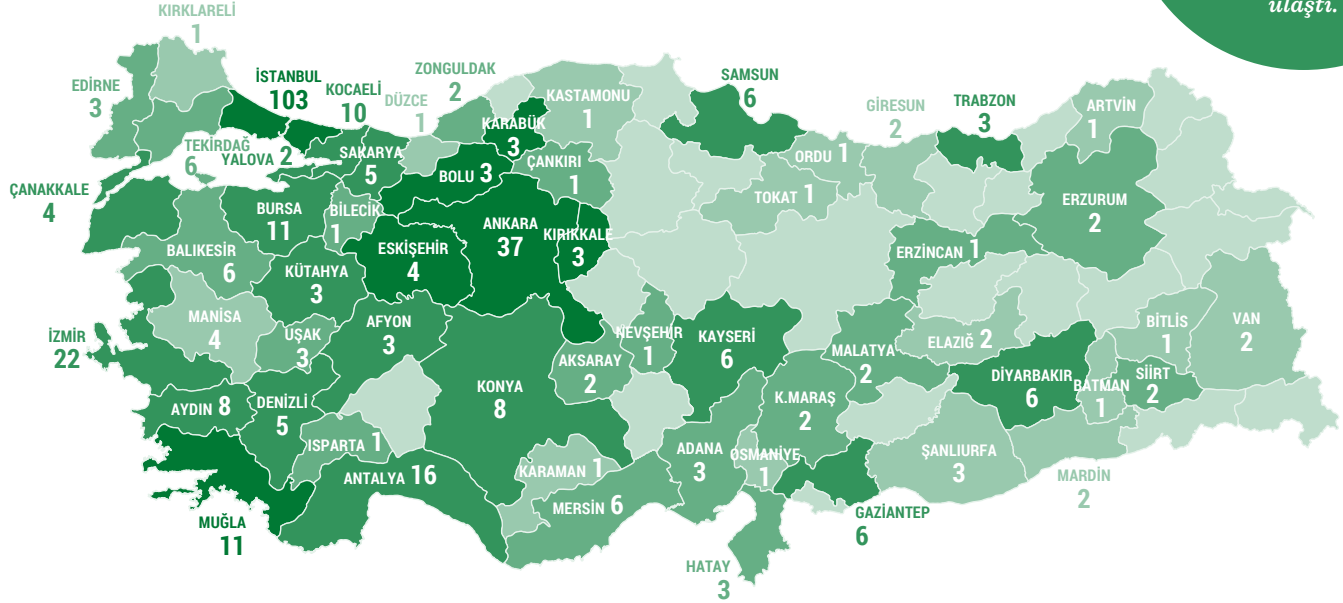 ulaştı.
KIRKLARELİ
1
EDİRNE
3
İSTANBUL
103
KOCAELİ
10
DÜZCE
1
ZONGULDAK
2
KARABÜK
3
KASTAMONU
1
SAMSUN
6
GİRESUN
2
TRABZON
3
ARTVİN
1
TEKİRDAĞ
6
YALOVA 2
SAKARYA
5
BOLU 3
ÇANKIRI
1
ORDU 1
TOKAT 1
ERZURUM
2
ÇANAKKALE
4
BURSA
11
BİLECİK
1
ANKARA
37
KIRIKKALE
3
ERZİNCAN 1
BALIKESİR
6
KÜTAHYA
3
ESKİŞEHİR
4
MANİSA
4
UŞAK
3
AFYON
3
NEVŞEHİR
1
KAYSERİ
6
MALATYA
2
ELAZIĞ 2
BİTLİS
1
VAN
2
İZMİR
22
AKSARAY
2
KONYA
8
DİYARBAKIR
6
BATMAN
1
SİİRT
2
AYDIN 8
DENİZLİ
5
K.MARAŞ
2
ISPARTA 1
ANTALYA 16
KARAMAN 1
ADANA
3
OSMANİYE
1
ŞANLIURFA
3
MARDİN
2
MERSİN 6
MUĞLA
11
GAZİANTEP
6
HATAY
3